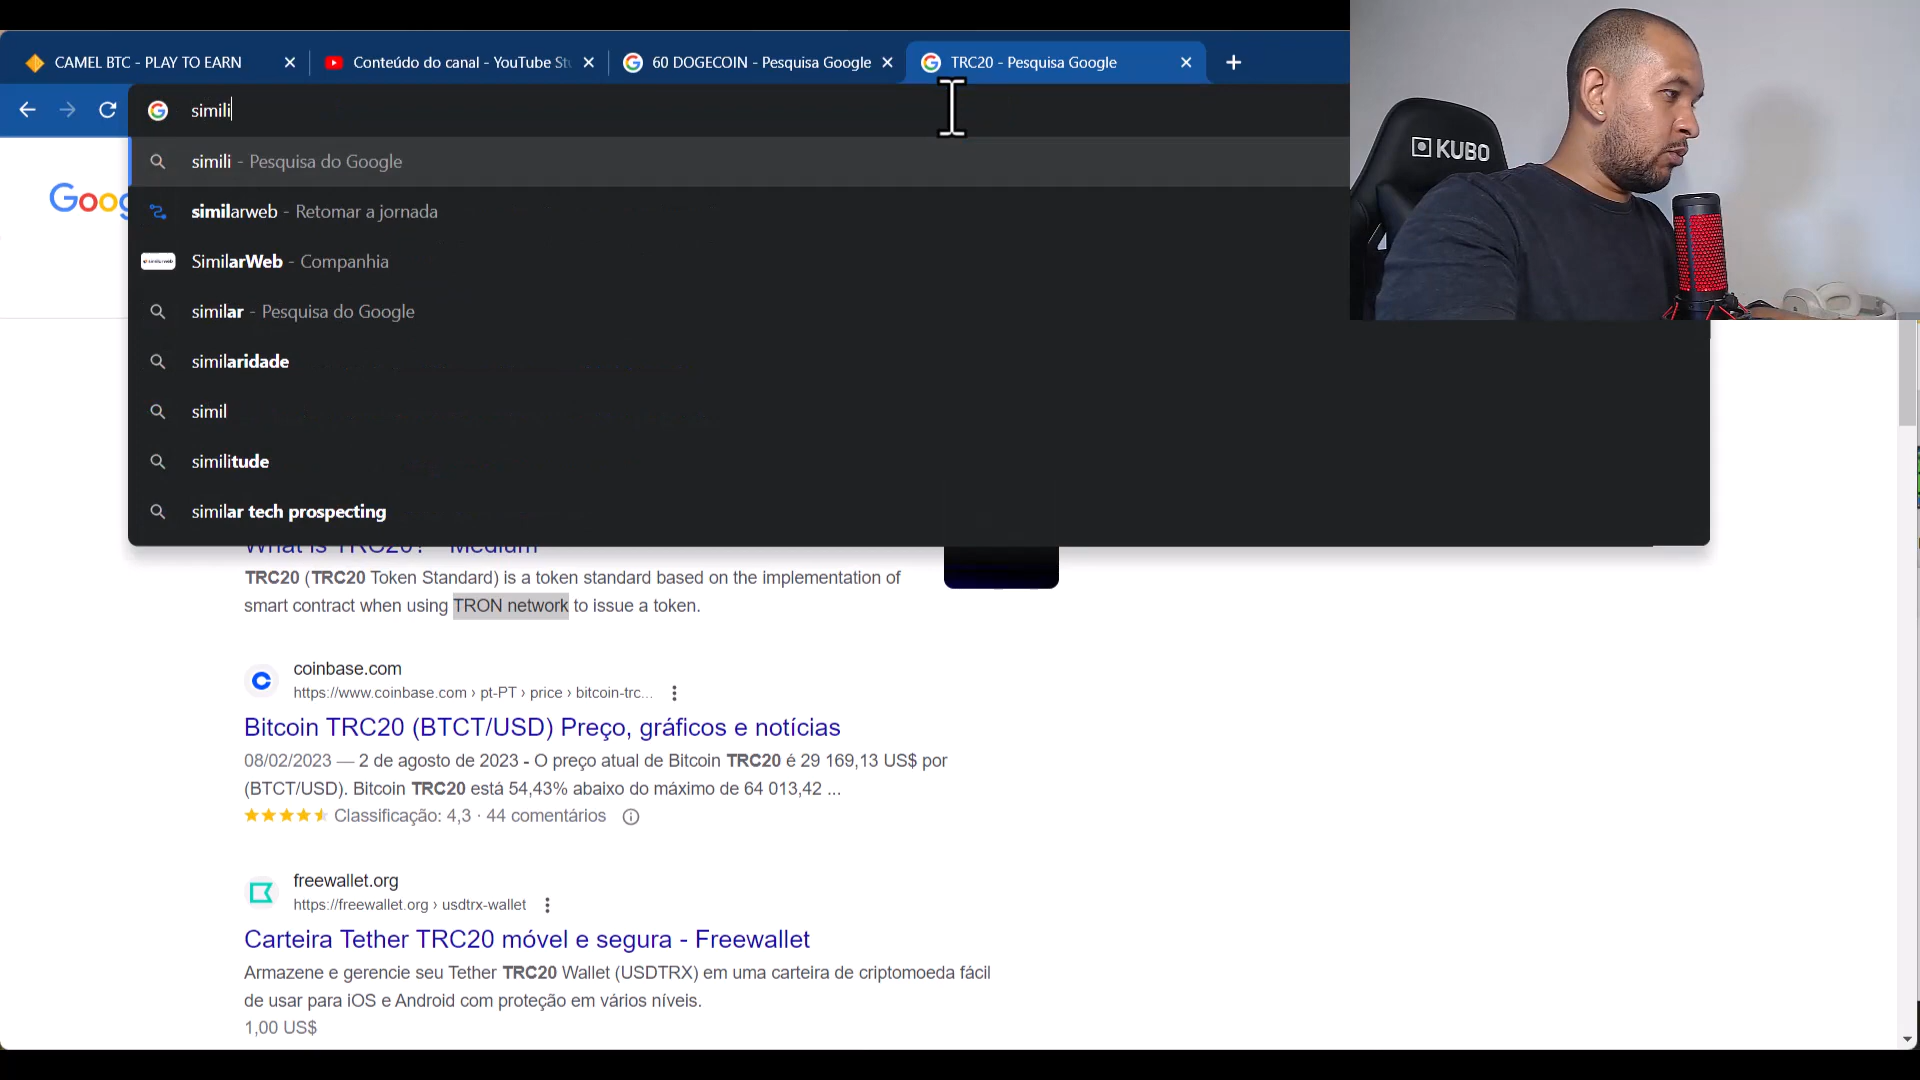 CAMEL BTC - PLAY TO EARN
Conteúdo do canal - YouTube Stu
60 DOGECOIN - Pesquisa Google
TRC20 - Pesquisa Google
simili
simili - Pesquisa do Google
similarweb - Retomar a jornada
SimilarWeb - Companhia
similar - Pesquisa do Google
similaridade
simil
similitude
similar tech prospecting
Goog
KUBO
What is TRC20? - Medium
TRC20 (TRC20 Token Standard) is a token standard based on the implementation of
smart contract when using TRON network to issue a token.
coinbase.com
https://www.coinbase.com › pt-PT › price › bitcoin-trc...
Bitcoin TRC20 (BTCT/USD) Preço, gráficos e notícias
08/02/2023 — 2 de agosto de 2023 - O preço atual de Bitcoin TRC20 é 29 169,13 US$ por
(BTCT/USD). Bitcoin TRC20 está 54,43% abaixo do máximo de 64 013,42 ...
Classificação: 4,3 · 44 comentários
freewallet.org
https://freewallet.org › usdtrx-wallet
Carteira Tether TRC20 móvel e segura - Freewallet
Armazene e gerencie seu Tether TRC20 Wallet (USDTRX) em uma carteira de criptomoeda fácil
de usar para iOS e Android com proteção em vários níveis.
1,00 US$